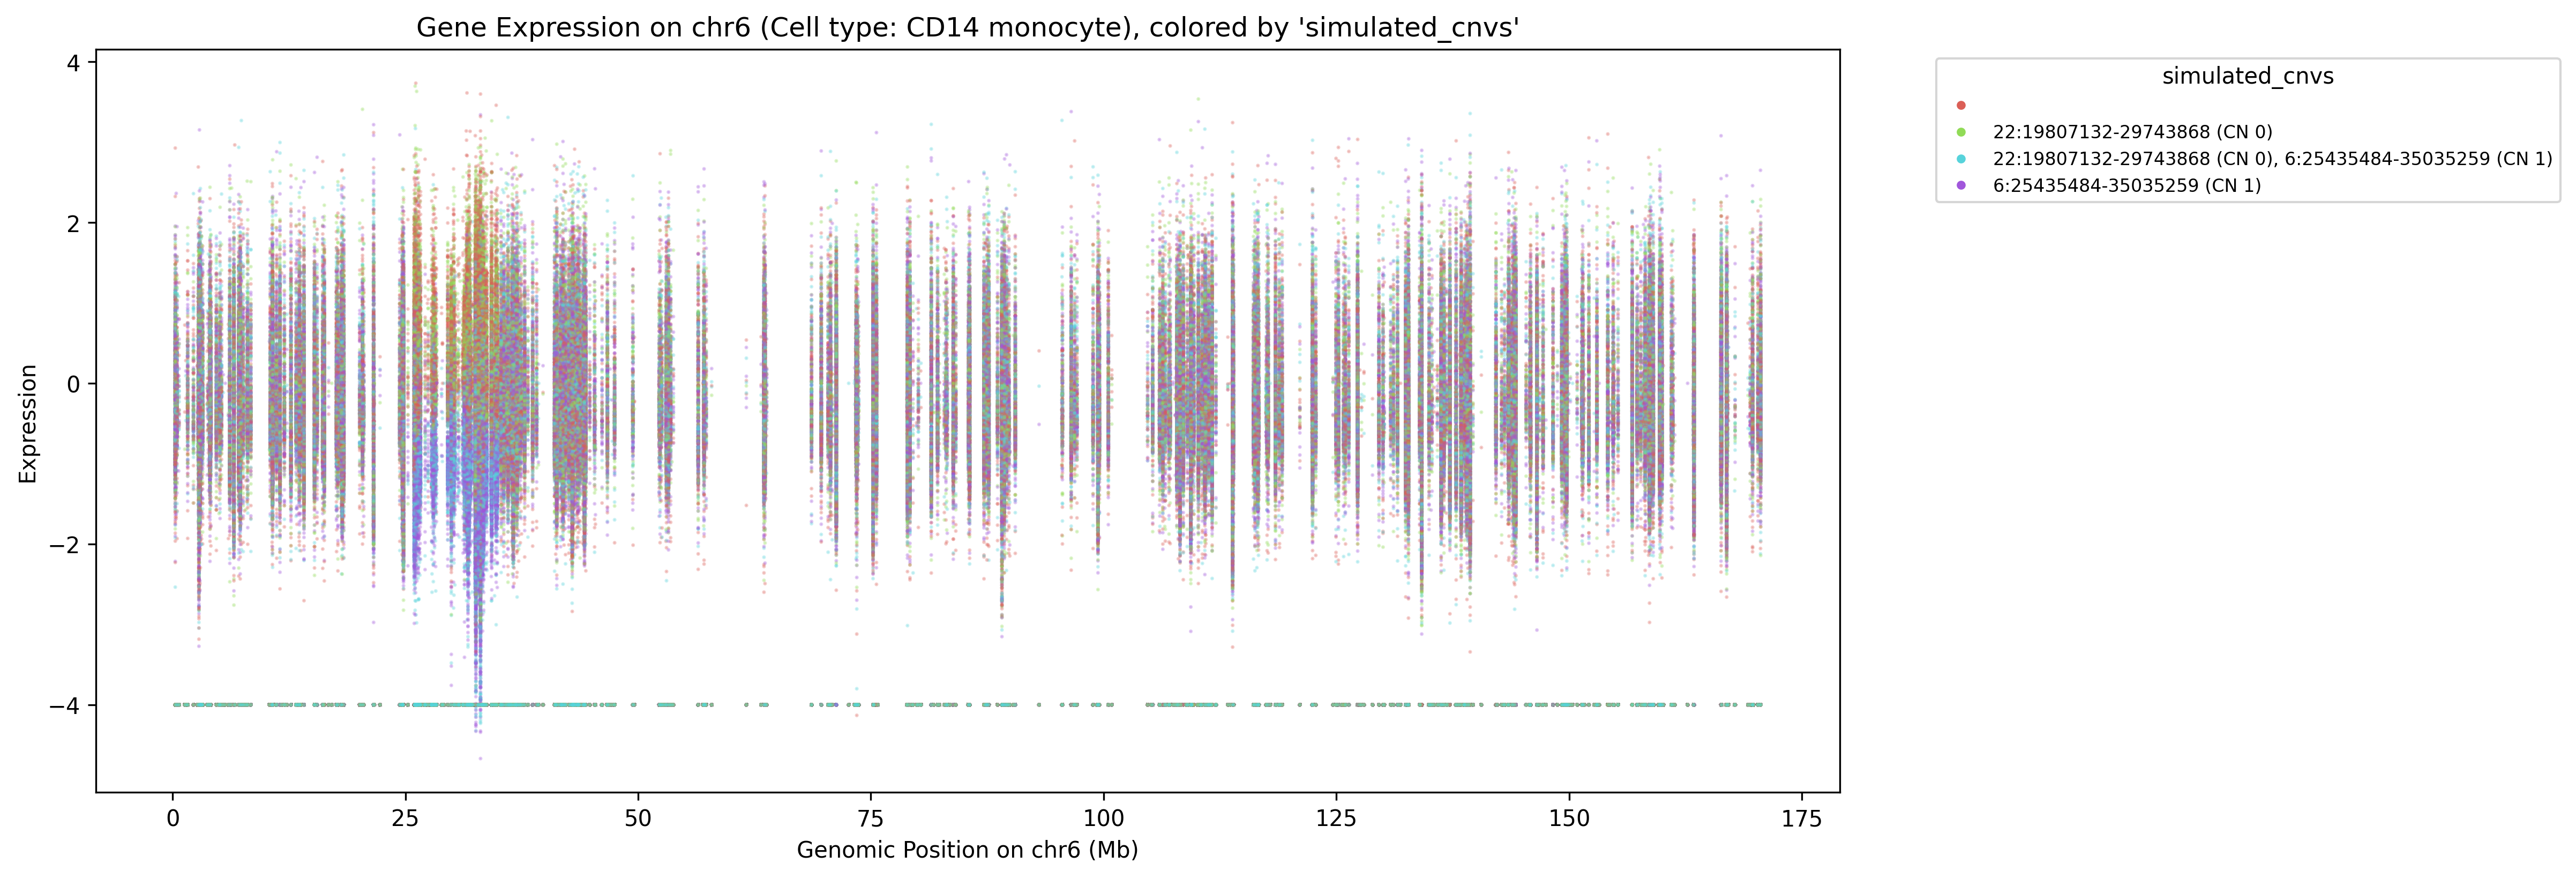 Gene Expression on chr6 (Cell type: CD14 monocyte), colored by 'simulated_cnvs'
simulated_cnvs
22:19807132-29743868 (CN 0)
22:19807132-29743868 (CN 0), 6:25435484-35035259 (CN 1)
6:25435484-35035259 (CN 1)
Expression
4
2
0
−2
−4
0 25 50 75 100 125 150 175
Genomic Position on chr6 (Mb)